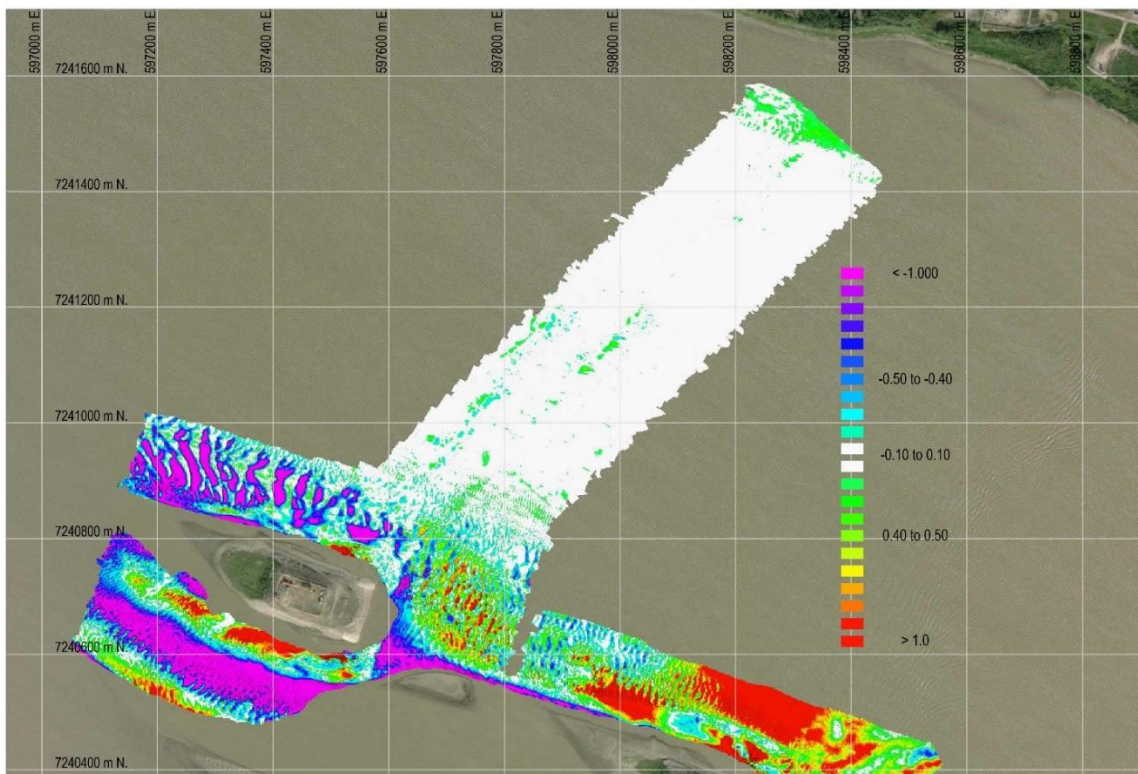 597000 m E
597200 m E
597400 m E
597600 m E
597800 m E
598000 m E
598200 m E
598400 m E
598600 m E
598800 m E
7241600 m N.
7241400 m N.
7241200 m N.
7241000 m N.
7240800 m N.
7240600 m N.
7240400 m N.
< -1.000
-0.50 to -0.40
-0.10 to 0.10
0.40 to 0.50
> 1.0